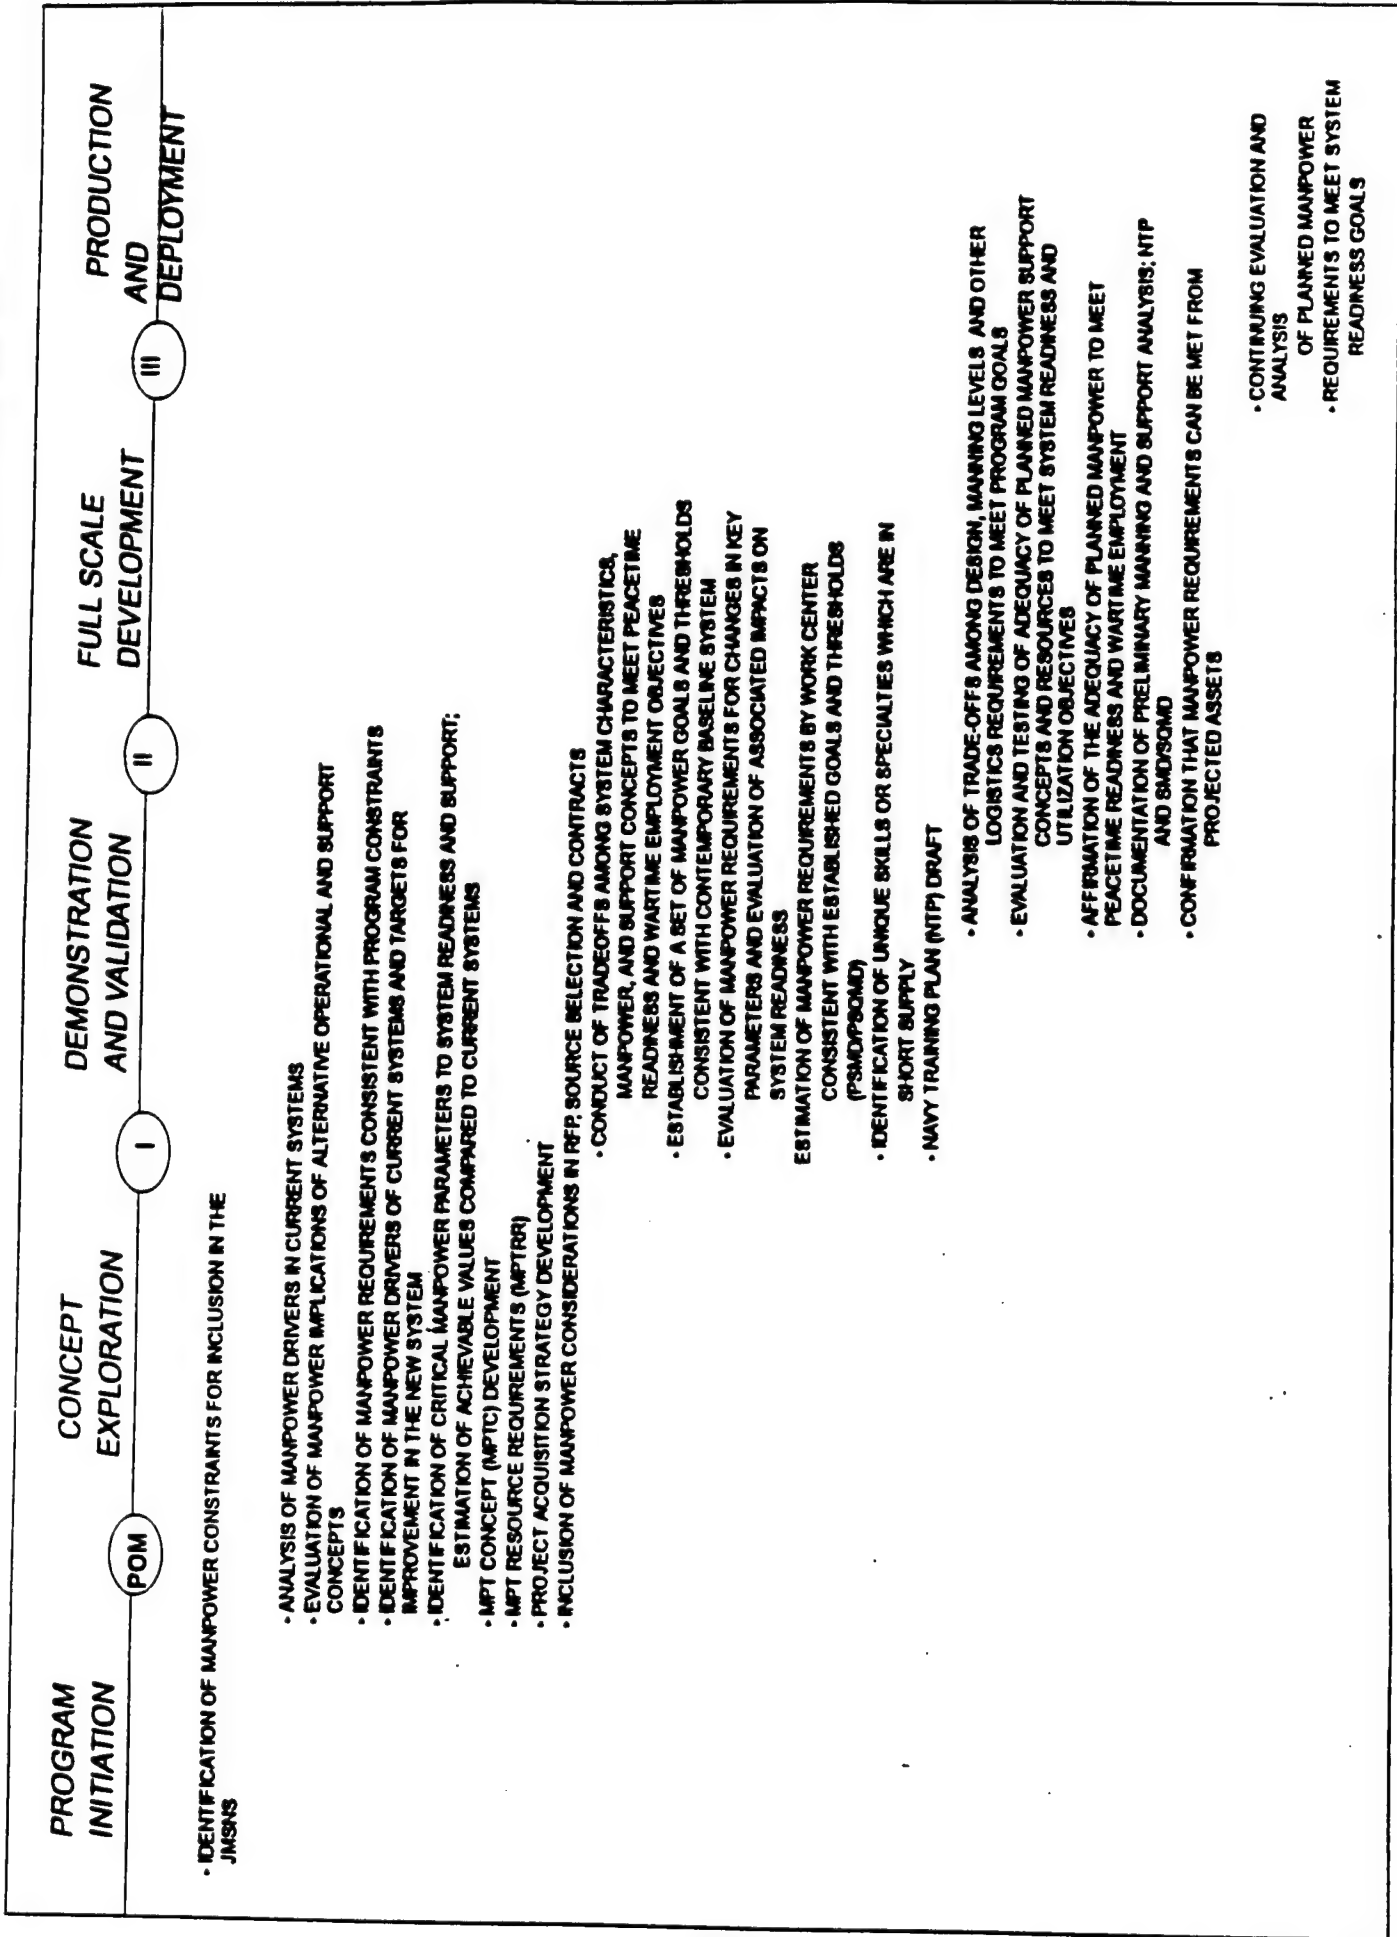 PROGRAM
INITIATION
POM
CONCEPT
EXPLORATION
I
DEMONSTRATION
AND VALIDATION
II
FULL SCALE
DEVELOPMENT
III
PRODUCTION
AND
DEPLOYMENT
• IDENTIFICATION OF MANPOWER CONSTRAINTS FOR INCLUSION IN THE
JMSNS
• ANALYSIS OF MANPOWER DRIVERS IN CURRENT SYSTEMS
• EVALUATION OF MANPOWER IMPLICATIONS OF ALTERNATIVE OPERATIONAL AND SUPPORT
CONCEPTS
• IDENTIFICATION OF MANPOWER REQUIREMENTS CONSISTENT WITH PROGRAM CONSTRAINTS
• IDENTIFICATION OF MANPOWER DRIVERS OF CURRENT SYSTEMS AND TARGETS FOR
IMPROVEMENT IN THE NEW SYSTEM
• IDENTIFICATION OF CRITICAL MANPOWER PARAMETERS TO SYSTEM READINESS AND SUPPORT;
ESTIMATION OF ACHIEVABLE VALUES COMPARED TO CURRENT SYSTEMS
• MPT CONCEPT (MPTC) DEVELOPMENT
• MPT RESOURCE REQUIREMENTS (MPTRR)
• PROJECT ACQUISITION STRATEGY DEVELOPMENT
• INCLUSION OF MANPOWER CONSIDERATIONS IN RFP, SOURCE SELECTION AND CONTRACTS
• CONDUCT OF TRADEOFFS AMONG SYSTEM CHARACTERISTICS,
MANPOWER, AND SUPPORT CONCEPTS TO MEET PEACETIME
READINESS AND WARTIME EMPLOYMENT OBJECTIVES
• ESTABLISHMENT OF A SET OF MANPOWER GOALS AND THRESHOLDS
CONSISTENT WITH CONTEMPORARY BASELINE SYSTEM
• EVALUATION OF MANPOWER REQUIREMENTS FOR CHANGES IN KEY
PARAMETERS AND EVALUATION OF ASSOCIATED IMPACTS ON
SYSTEM READINESS
ESTIMATION OF MANPOWER REQUIREMENTS BY WORK CENTER
CONSISTENT WITH ESTABLISHED GOALS AND THRESHOLDS
(PSMD/PSQMD)
• IDENTIFICATION OF UNIQUE SKILLS OR SPECIALTIES WHICH ARE IN
SHORT SUPPLY
• NAVY TRAINING PLAN (NTP) DRAFT
• ANALYSIS OF TRADE-OFFS AMONG DESIGN, MANNING LEVELS AND OTHER
LOGISTICS REQUIREMENTS TO MEET PROGRAM GOALS
• EVALUATION AND TESTING OF ADEQUACY OF PLANNED MANPOWER SUPPORT
CONCEPTS AND RESOURCES TO MEET SYSTEM READINESS AND
UTILIZATION OBJECTIVES
• AFFIRMATION OF THE ADEQUACY OF PLANNED MANPOWER TO MEET
PEACETIME READINESS AND WARTIME EMPLOYMENT
• DOCUMENTATION OF PRELIMINARY MANNING AND SUPPORT ANALYSIS; NTP
AND SMD/SQMD
• CONFIRMATION THAT MANPOWER REQUIREMENTS CAN BE MET FROM
PROJECTED ASSETS
• CONTINUING EVALUATION AND
ANALYSIS
OF PLANNED MANPOWER
• REQUIREMENTS TO MEET SYSTEM
READINESS GOALS